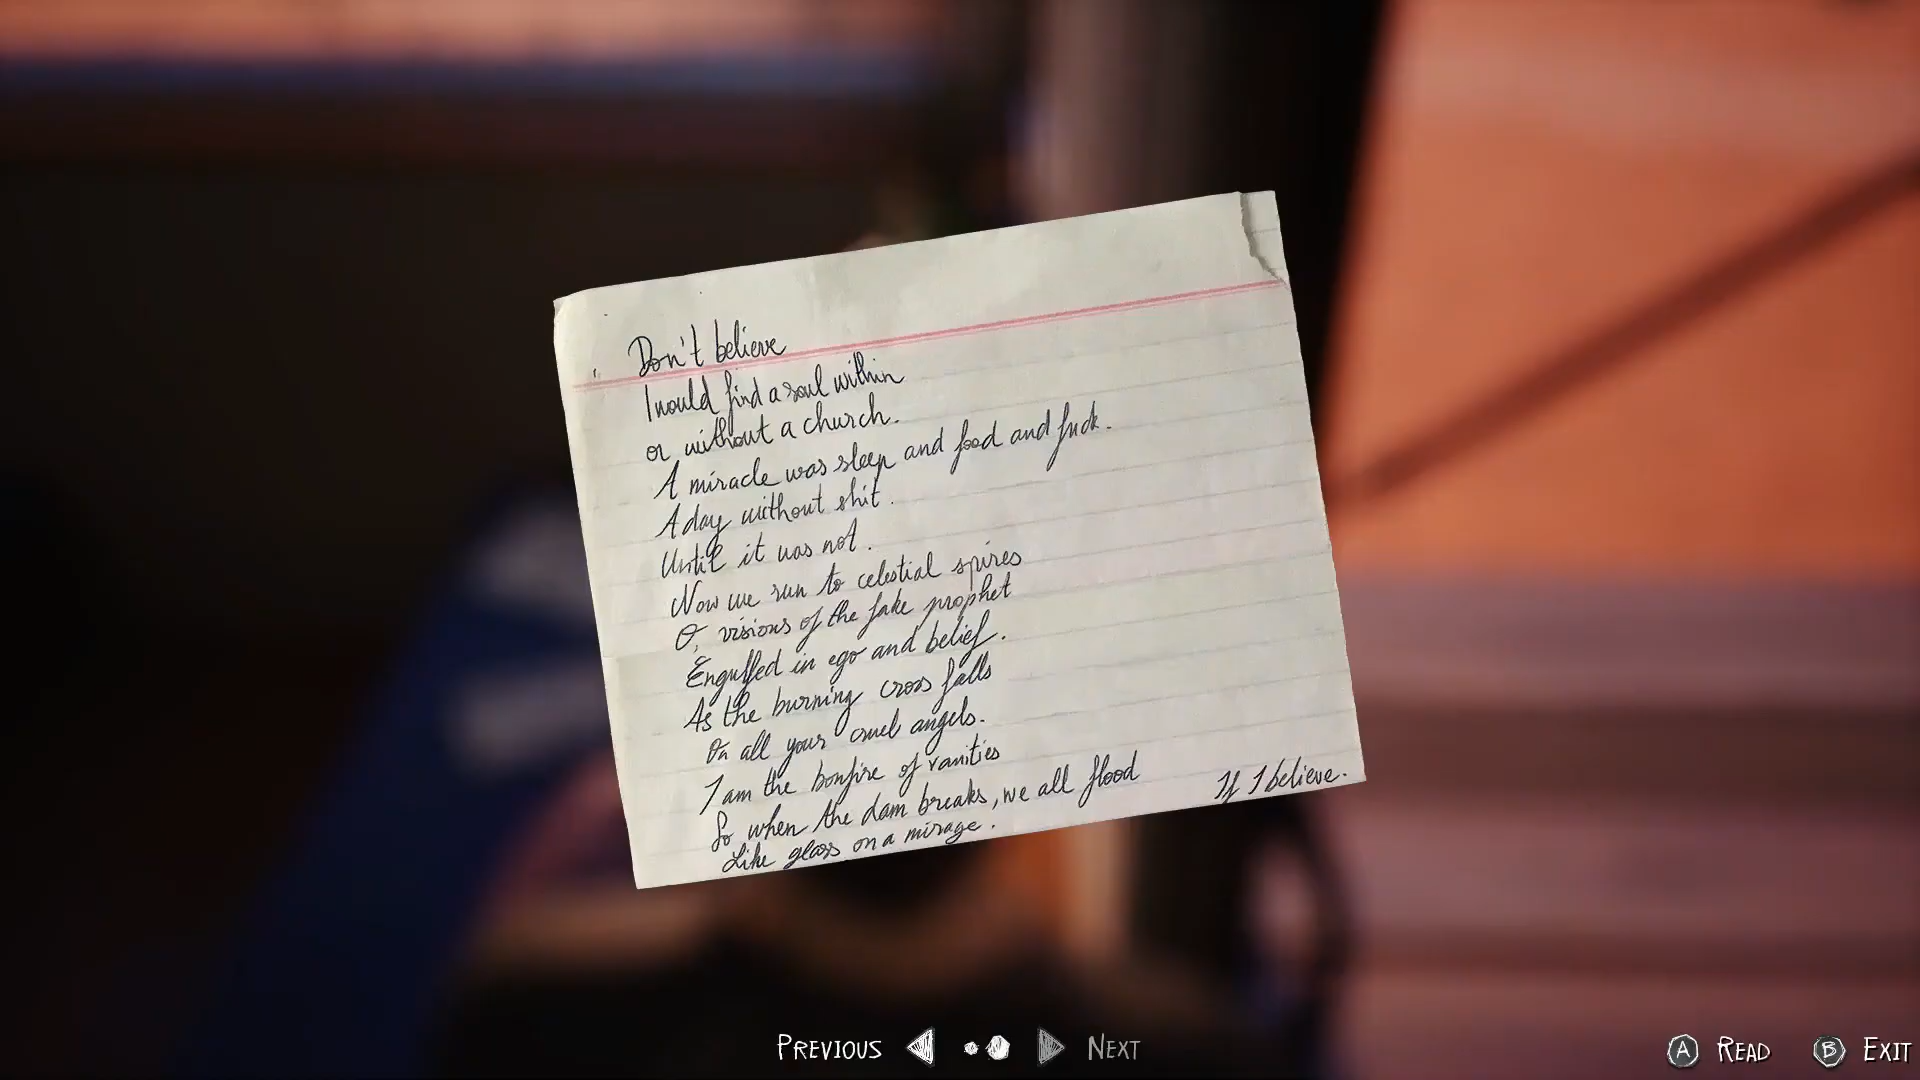 Don't believe
I would find a soul within
or without a church.
A miracle was sleep and food and fuck.
A day without shit.
Until it was not.
Now we run to celestial spires
O, visions of the fake prophet
Engulfed in ego and belief.
As the burning cross falls
On all your cruel angels.
I am the bonfire of vanities
So when the dam breaks, we all flood
Like glass on a mirage.
If I believe.
PREVIOUS NEXT
A READ B EXIT